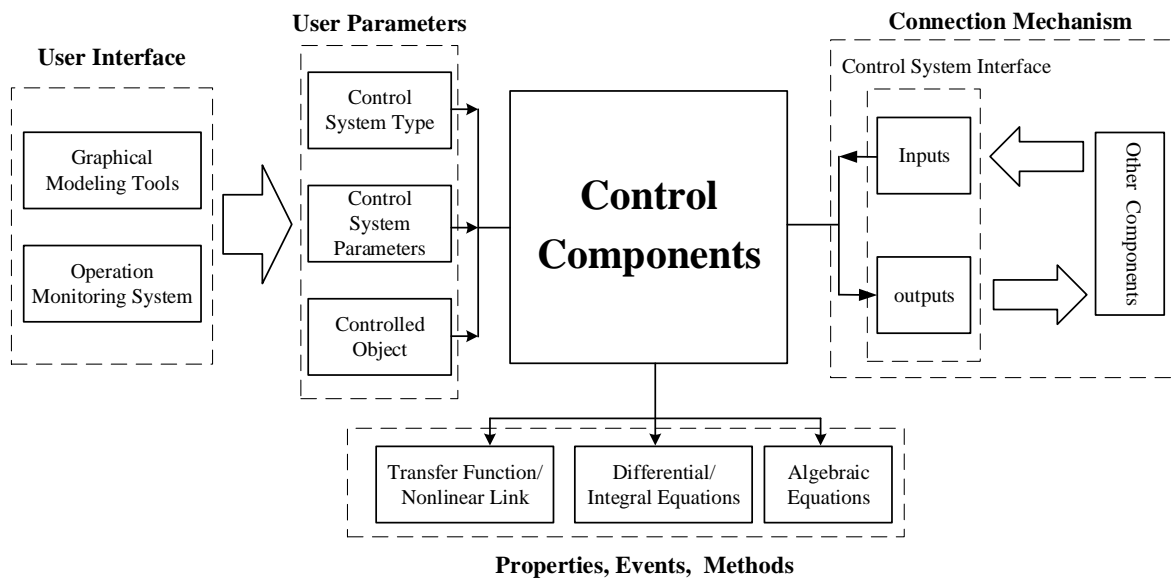 User Interface
Graphical
Modeling Tools
Operation
Monitoring System
User Parameters
Control
System Type
Control
System
Parameters
Controlled
Object
Control
Components
Connection Mechanism
Control System Interface
Inputs
outputs
Other Components
Transfer Function/
Nonlinear Link
Differential/
Integral Equations
Algebraic
Equations
Properties, Events, Methods